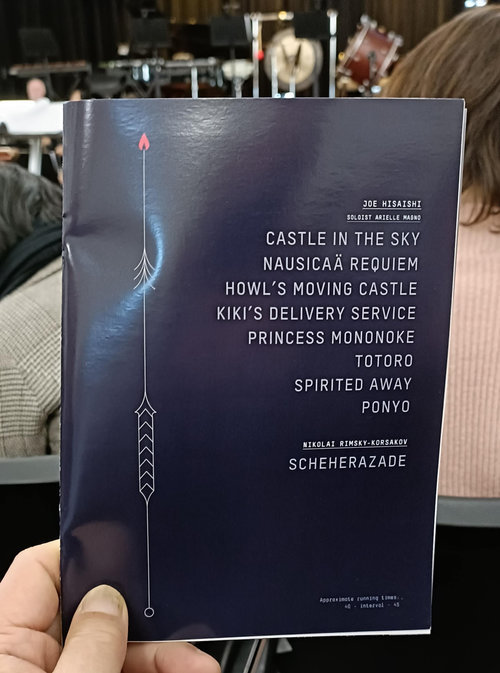 JOE HISAISHI
SOLOIST ARIELLE MAGNO
CASTLE IN THE SKY
NAUSICAÄ REQUIEM
HOWL'S MOVING CASTLE
KIKI'S DELIVERY SERVICE
PRINCESS MONONOKE
TOTORO
SPIRITED AWAY
PONYO
NIKOLAI RIMSKY-KORSAKOV
SCHEHERAZADE
Approximate running times..
40 - interval - 45